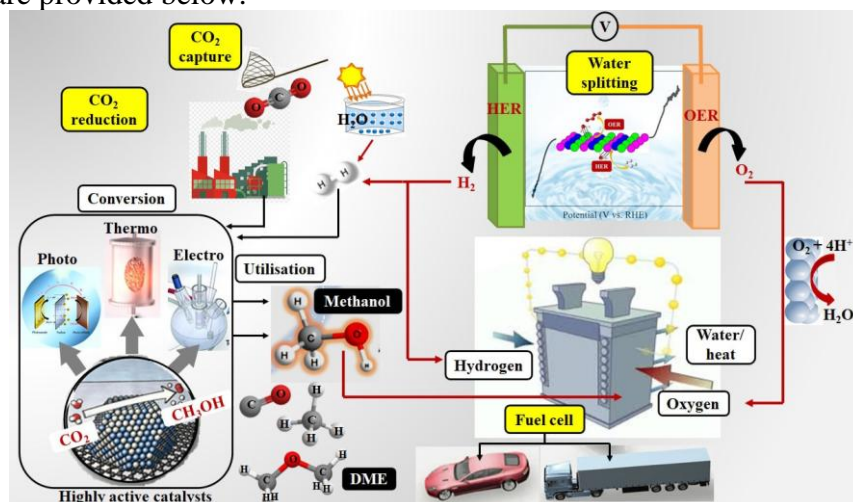 are provided below.
CO2
capture
CO2
reduction
H2O
H H
Conversion
Photo
Thermo
Electro
CO2
CH3OH
Highly active catalysts
Utilisation
Methanol
H
C
O
H
H
H
C O
H
C
H
H
H
O
H
C
C
H
H
H
H
H
DME
V
Water
splitting
HER
OER
OER
HER
H2
O2
Potential (V vs. RHE)
O2 + 4H+
H2O
Hydrogen
Water/
heat
Oxygen
Fuel cell